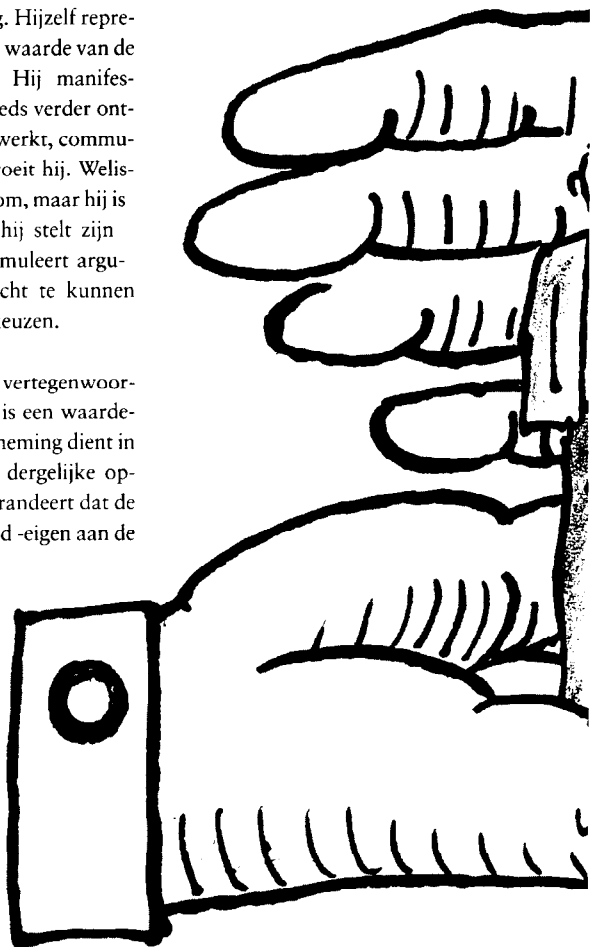 g. Hijzelf repre-
waarde van de
Hij manifes-
eds verder ont-
werkt, commu-
oeit hij. Welis-
om, maar hij is
hij stelt zijn
muleert argu-
cht te kunnen
euzen.
vertegenwoor-
is een waarde-
neming dient in
dergelijke op-
randeert dat de
d -eigen aan de